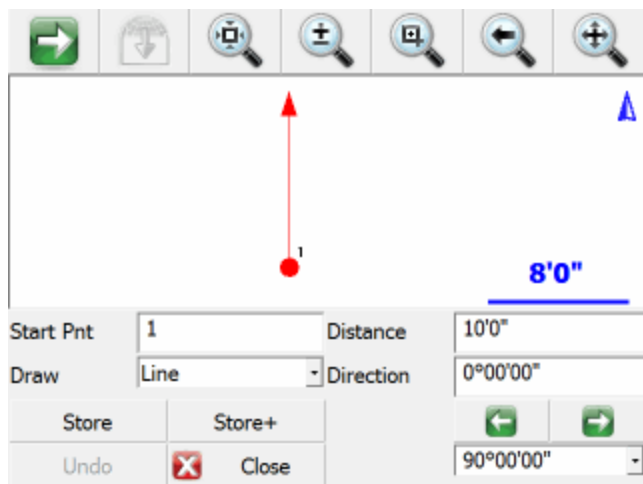 1
8'0"
Start Pnt 1 Distance 10'0"
Draw Line Direction 0°00'00"
Store Store+
Undo Close 90°00'00"